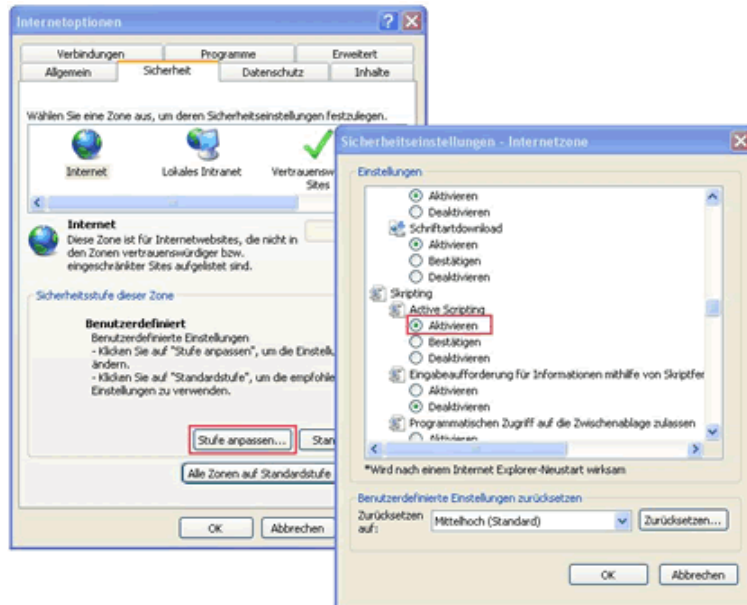 Internetoptionen
Verbindungen Programme Erweitert
Allgemein Sicherheit Datenschutz Inhalte
Wählen Sie eine Zone aus, um deren Sicherheitseinstellungen festzulegen.
Internet Lokales Intranet Vertrauensw
Sites
Internet
Diese Zone ist für Internetwebsites, die nicht in
den Zonen vertrauenswürdiger bzw.
eingeschränkter Sites aufgelistet sind.
Sicherheitsstufe dieser Zone
Benutzerdefiniert
Benutzerdefinierte Einstellungen
- Klicken Sie auf "Stufe anpassen", um die Einstell
ändern.
- Klicken Sie auf "Standardstufe", um die empfohle
Einstellungen zu verwenden.
Stufe anpassen... Stan
Alle Zonen auf Standardstufe
OK Abbrechen
Sicherheitseinstellungen - Internetzone
Einstellungen
Aktivieren
Deaktivieren
Schriftartdownload
Aktivieren
Bestätigen
Deaktivieren
Skripting
Active Scripting
Aktivieren
Bestätigen
Deaktivieren
Eingabeaufforderung für Informationen mithilfe von Skriptfer
Aktivieren
Deaktivieren
Programmatischen Zugriff auf die Zwischenablage zulassen
Aktivieren
*Wird nach einem Internet Explorer-Neustart wirksam
Benutzerdefinierte Einstellungen zurücksetzen
Zurücksetzen
auf: Mittelhoch (Standard) Zurücksetzen...
OK Abbrechen